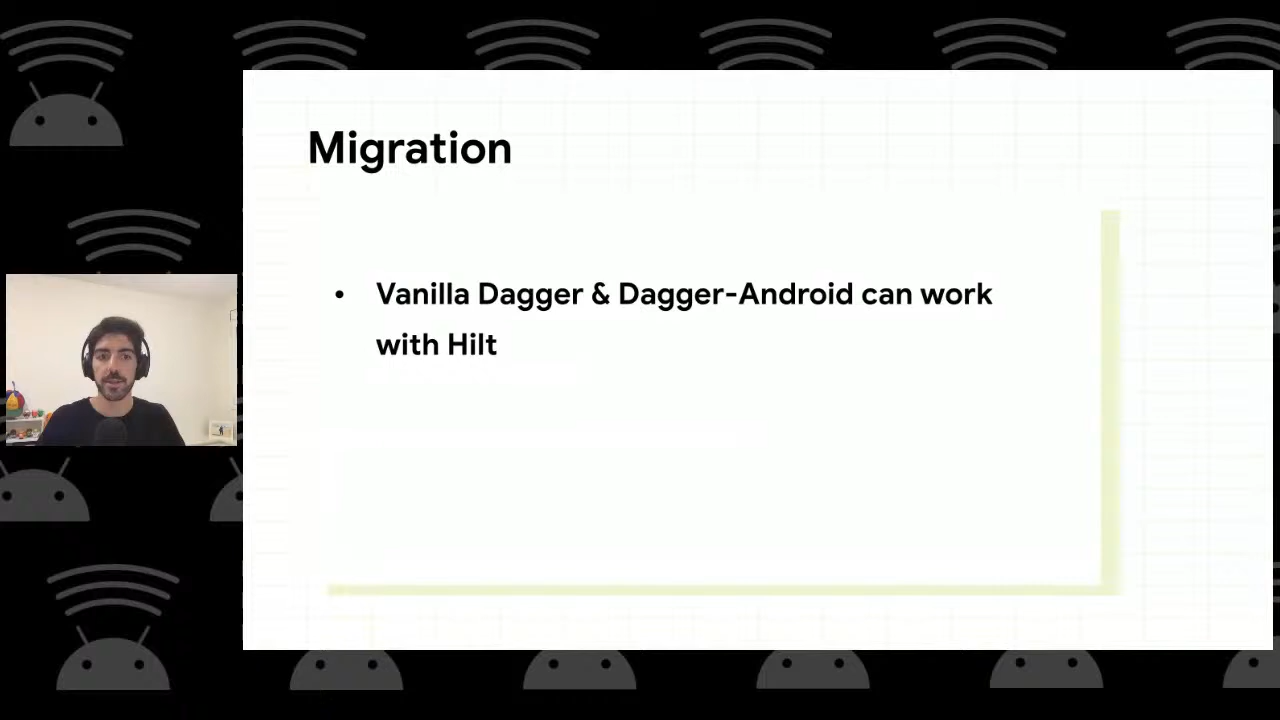 Migration
• Vanilla Dagger & Dagger-Android can work
with Hilt